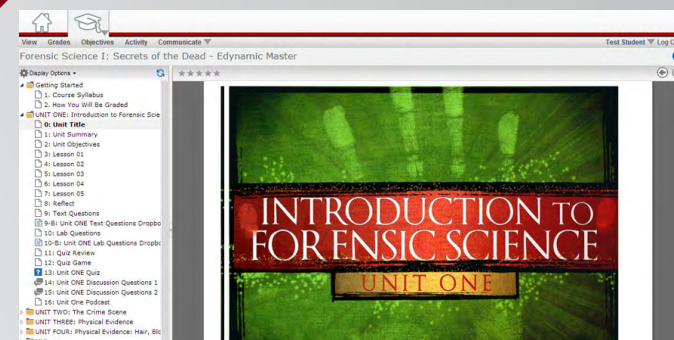 View Grades Objectives Activity Communicate
Test Student Log O
Forensic Science I: Secrets of the Dead - Edynamic Master
Display Options
Getting Started
1. Course Syllabus
2. How You Will Be Graded
UNIT ONE: Introduction to Forensic Scie
0: Unit Title
1: Unit Summary
2: Unit Objectives
3: Lesson 01
4: Lesson 02
5: Lesson 03
6: Lesson 04
7: Lesson 05
8: Reflect
9: Text Questions
9-B: Unit ONE Text Questions Dropbo
10: Lab Questions
10-B: Unit ONE Lab Questions Dropbo
11: Quiz Review
12: Quiz Game
13: Unit ONE Quiz
14: Unit ONE Discussion Questions 1
15: Unit ONE Discussion Questions 2
16: Unit One Podcast
UNIT TWO: The Crime Scene
UNIT THREE: Physical Evidence
UNIT FOUR: Physical Evidence: Hair, Blo
INTRODUCTION TO
FORENSIC SCIENCE
UNIT ONE